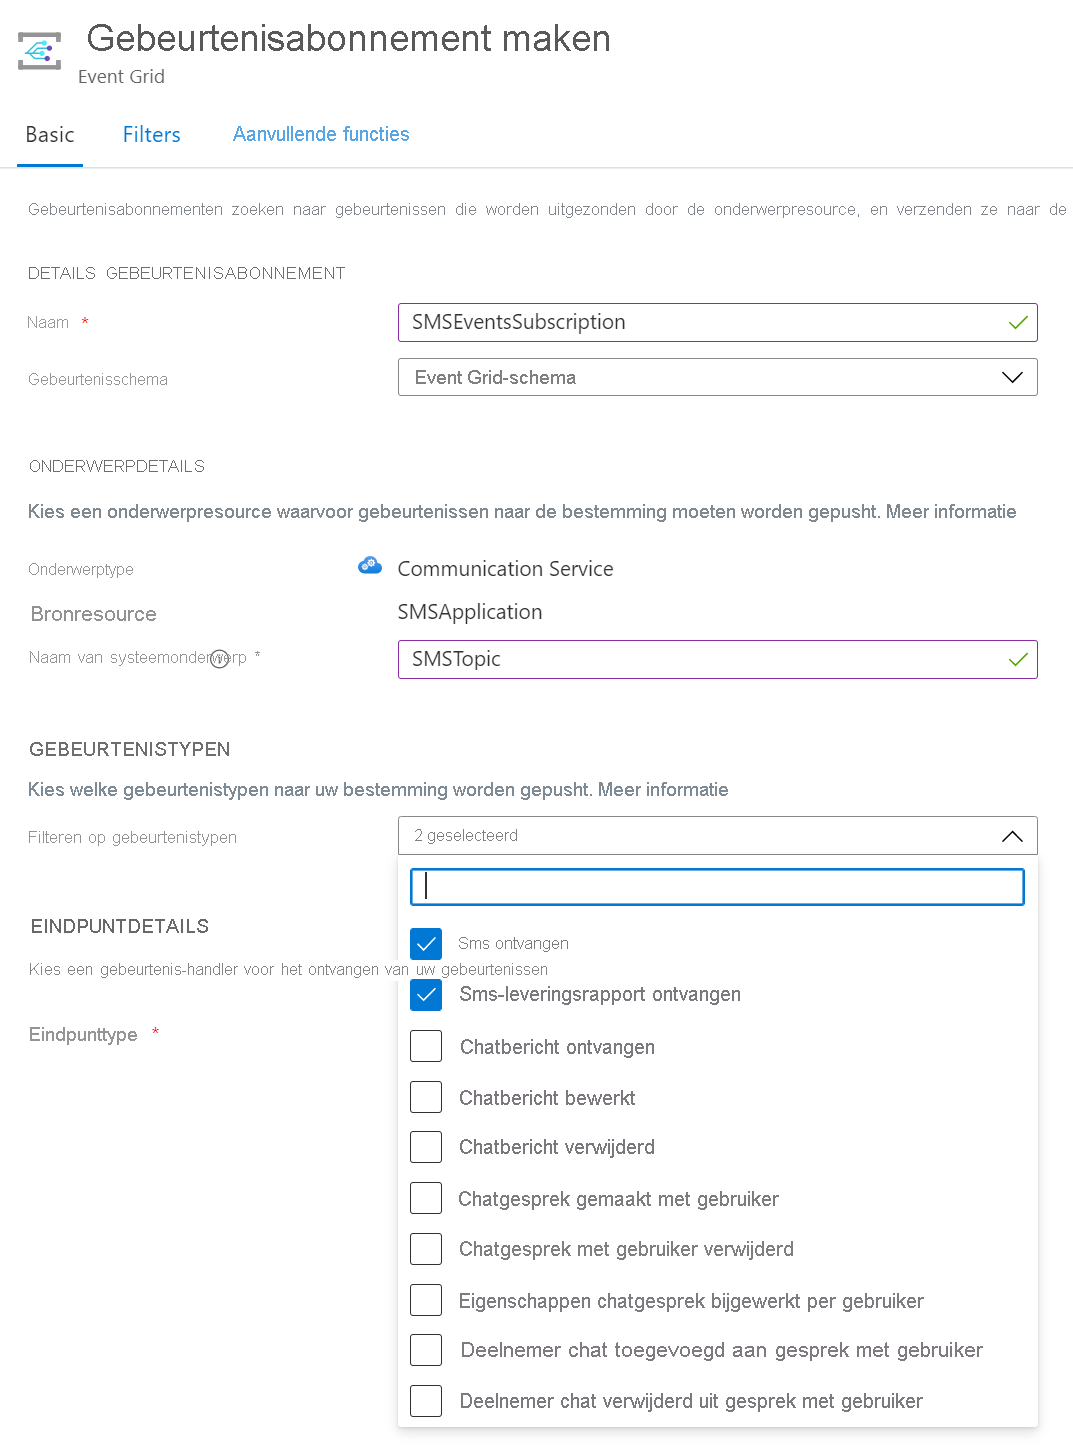 Gebeurtenisabonnement maken
Event Grid
Basic Filters Aanvullende functies
Gebeurtenisabonnementen zoeken naar gebeurtenissen die worden uitgezonden door de onderwerpresource, en verzenden ze naar de
DETAILS GEBEURTENISABONNEMENT
Naam * SMSEventsSubscription
Gebeurtenisschema Event Grid-schema
ONDERWERPDETAILS
Kies een onderwerpresource waarvoor gebeurtenissen naar de bestemming moeten worden gepusht. Meer informatie
Onderwerptype Communication Service
Bronresource SMSApplication
Naam van systeemonderwerp * SMSTopic
GEBEURTENISTYPEN
Kies welke gebeurtenistypen naar uw bestemming worden gepusht. Meer informatie
Filteren op gebeurtenistypen 2 geselecteerd
EINDPUNTDETAILS
Sms ontvangen
Kies een gebeurtenis-handler voor het ontvangen van uw gebeurtenissen
Sms-leveringsrapport ontvangen
Eindpunttype *
Chatbericht ontvangen
Chatbericht bewerkt
Chatbericht verwijderd
Chatgesprek gemaakt met gebruiker
Chatgesprek met gebruiker verwijderd
Eigenschappen chatgesprek bijgewerkt per gebruiker
Deelnemer chat toegevoegd aan gesprek met gebruiker
Deelnemer chat verwijderd uit gesprek met gebruiker